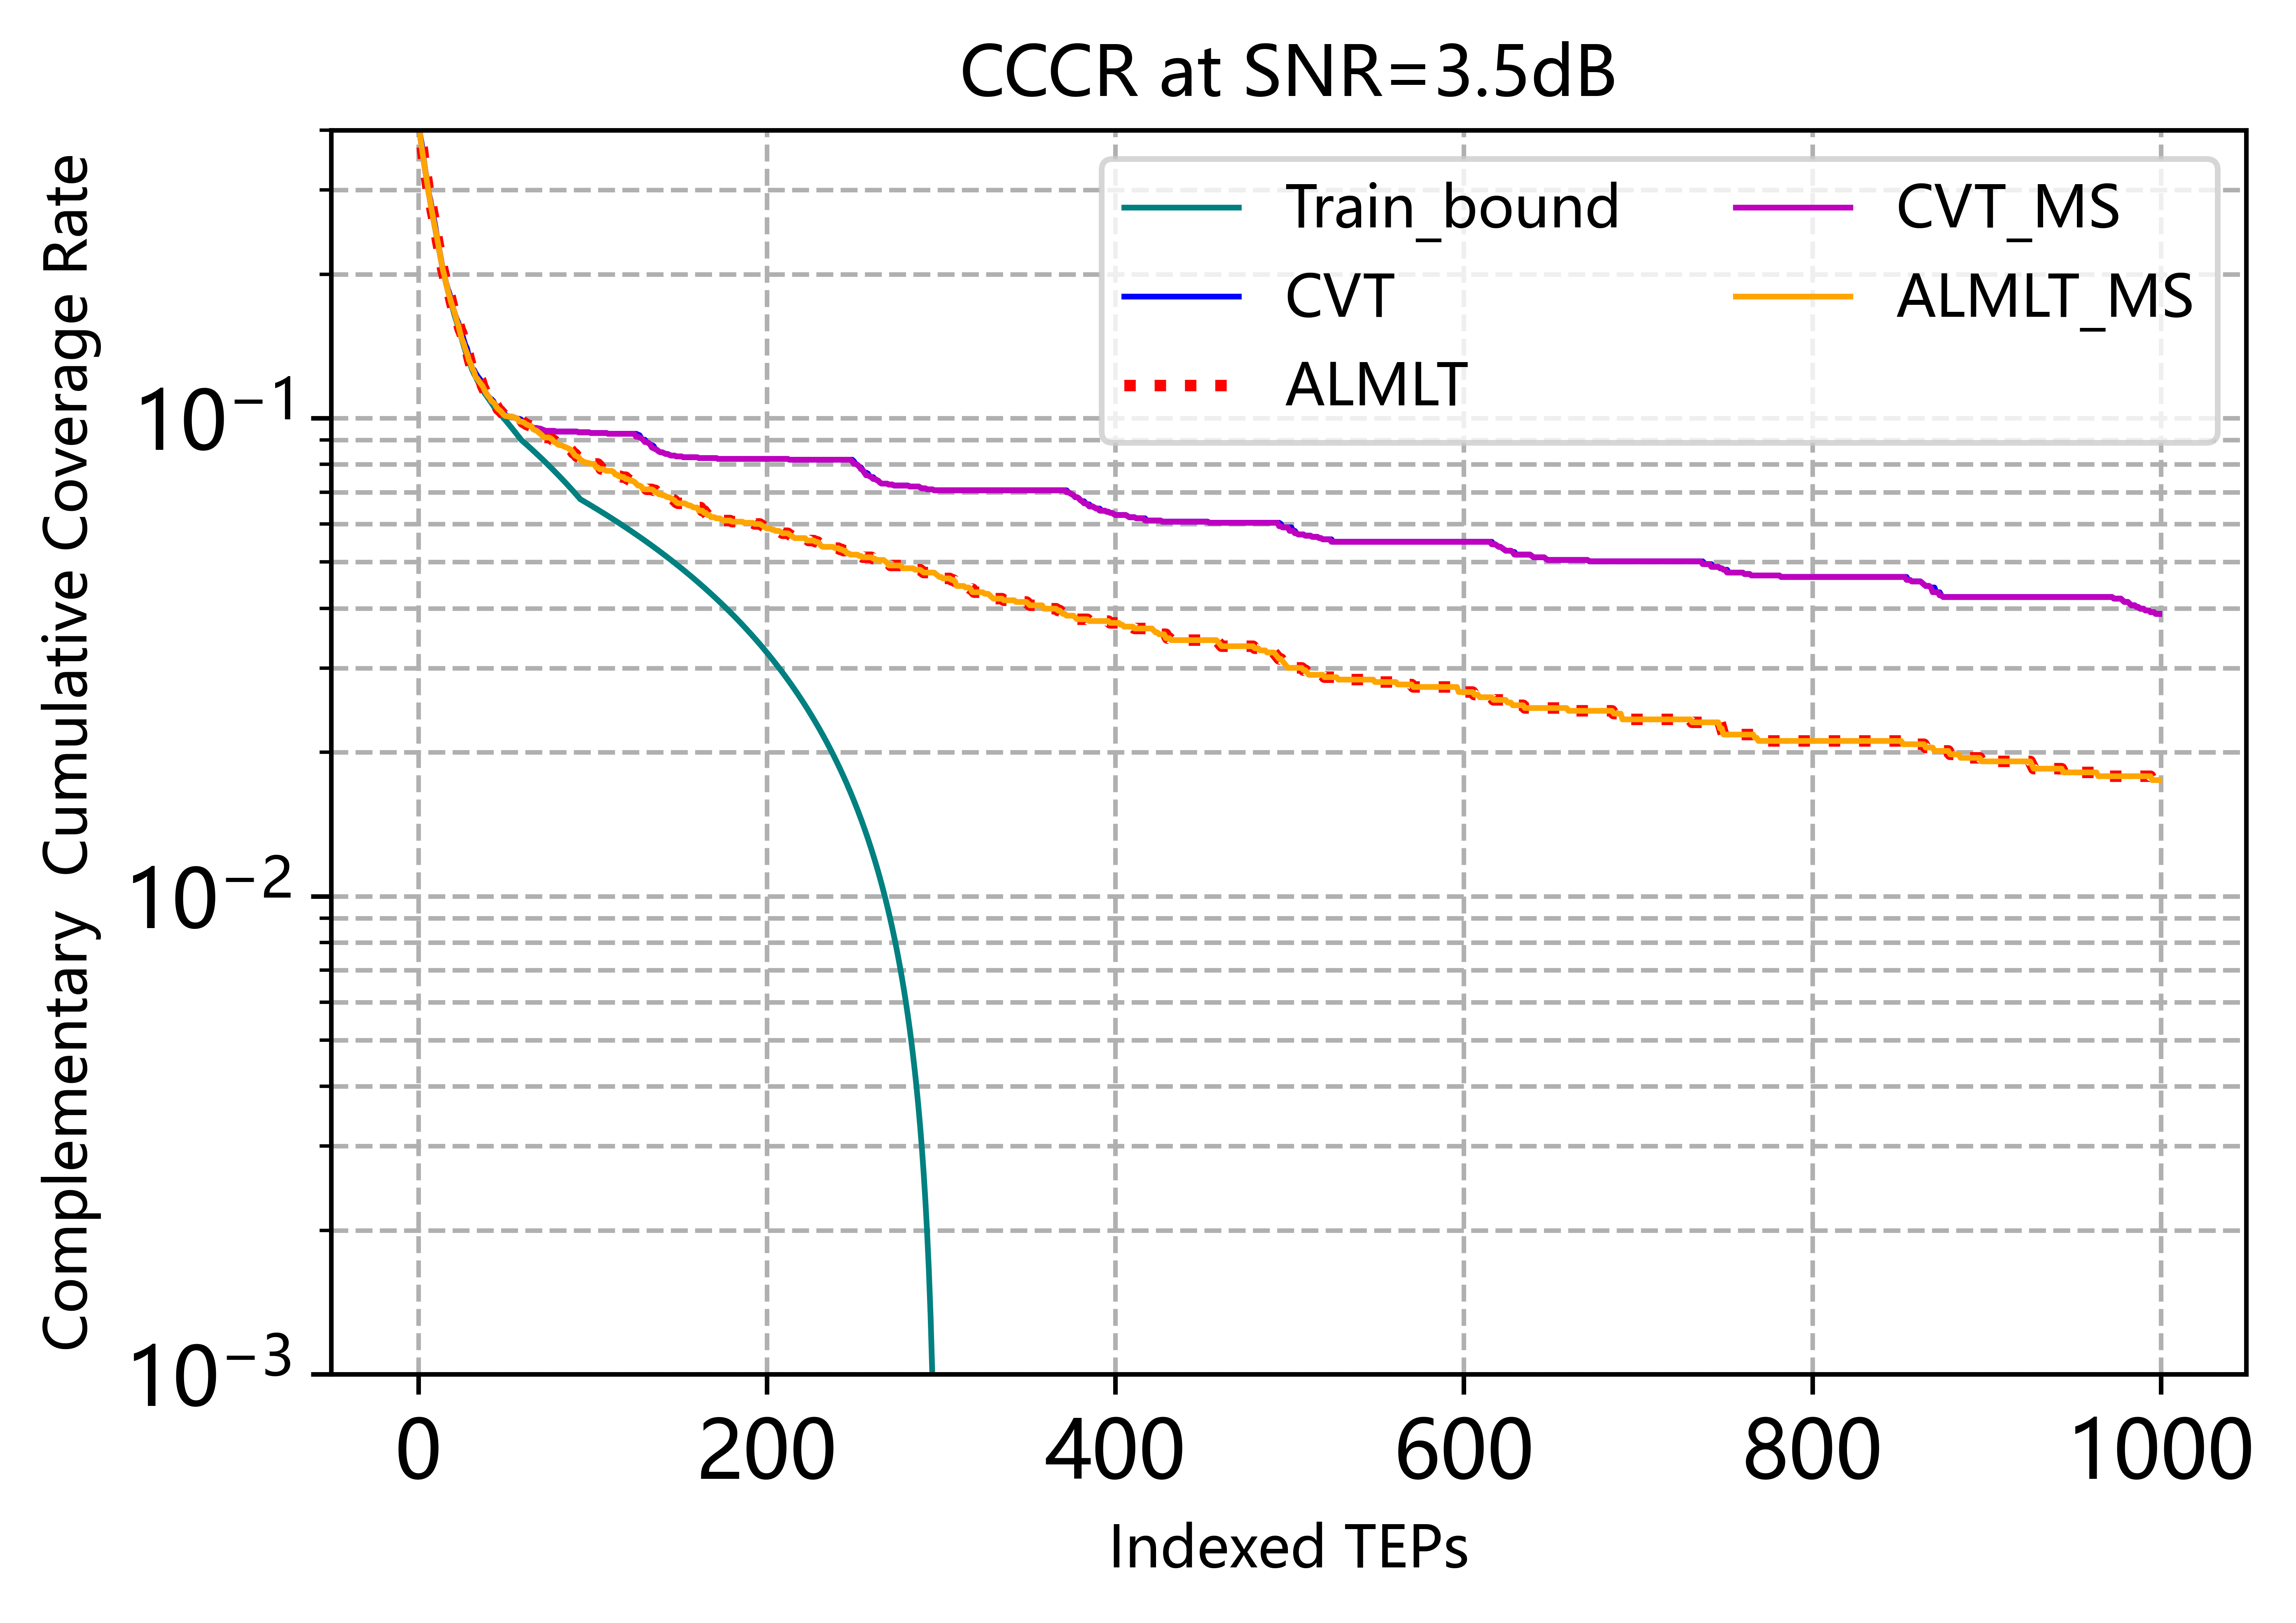 CCCR at SNR=3.5dB
Complementary  Cumulative Coverage Rate
Train_bound
CVT
ALMLT
CVT_MS
ALMLT_MS
10⁻¹
10⁻²
10⁻³
0 200 400 600 800 1000
Indexed TEPs